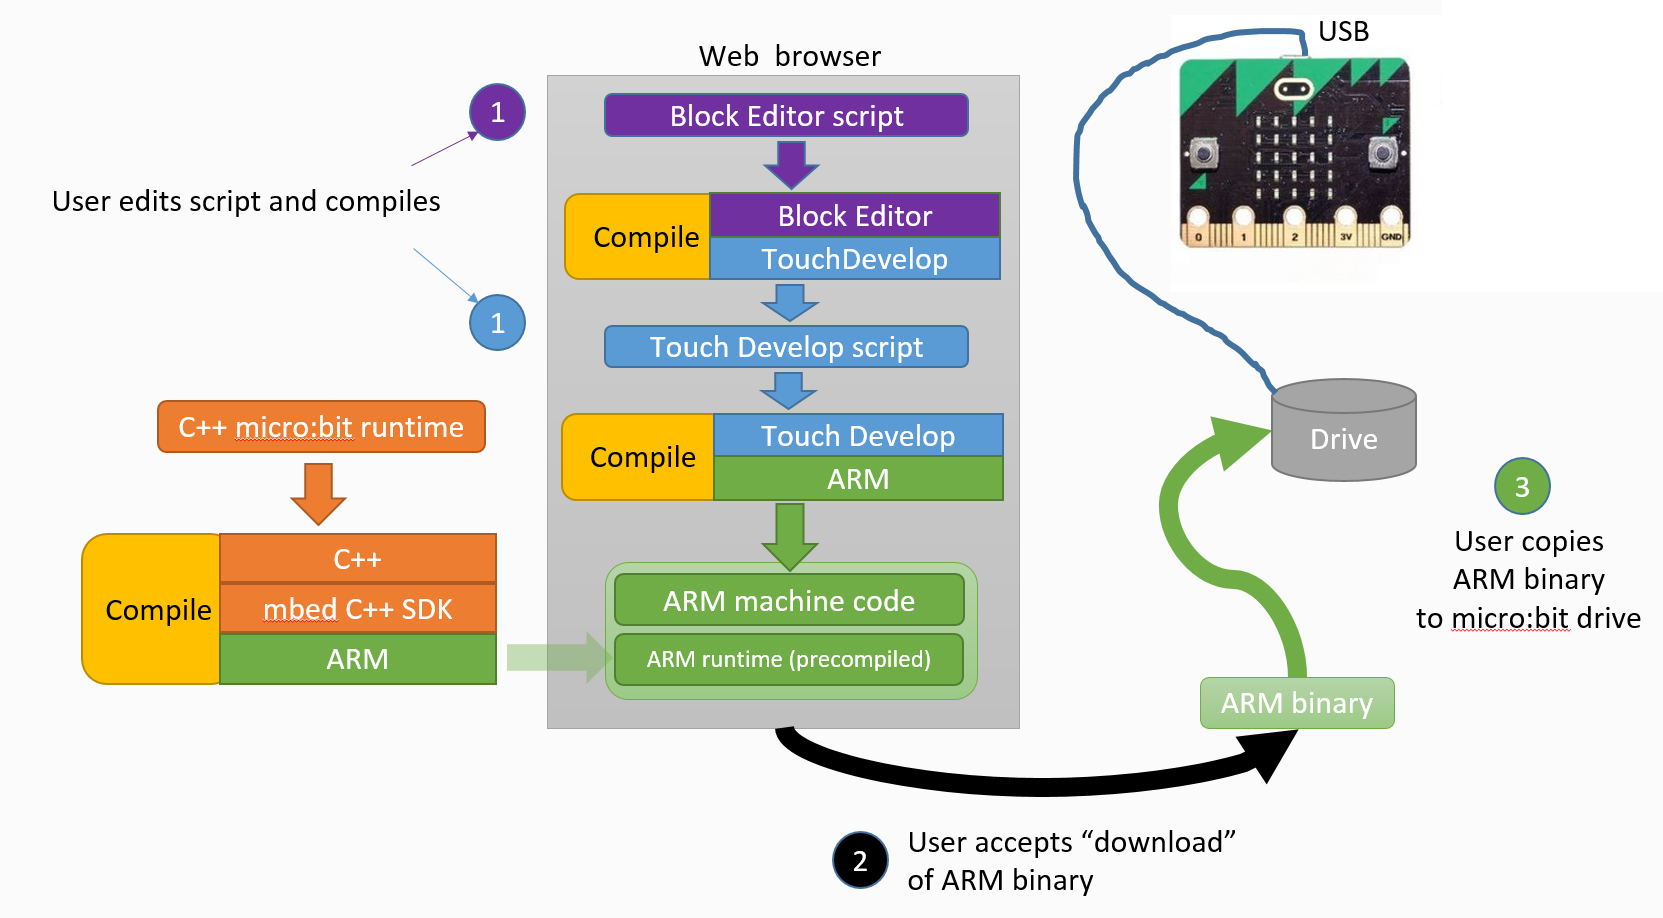 USB
Web browser
1
Block Editor script
User edits script and compiles
Compile
Block Editor
TouchDevelop
1
Touch Develop script
C++ micro:bit runtime
Compile
Touch Develop
ARM
Compile
C++
mbed C++ SDK
ARM
ARM machine code
ARM runtime (precompiled)
0
1
2
3V
GND
Drive
3
User copies
ARM binary
to micro:bit drive
ARM binary
2
User accepts “download”
of ARM binary